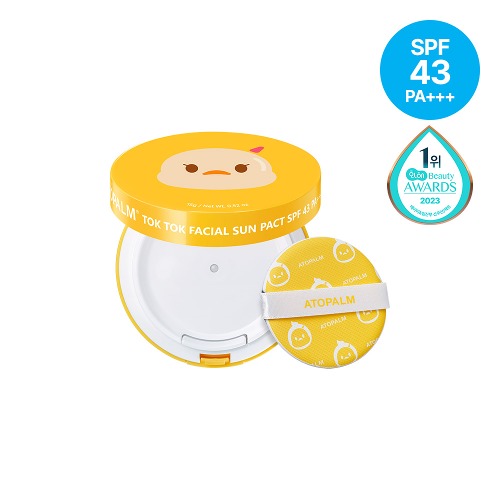 SPF
43
PA+++
1위
Beauty
AWARDS
2023
TOK TOK FACIAL SUN PACT SPF 43 PA
ATOPALM
ATOPALM
ATOPALM
ATOPALM